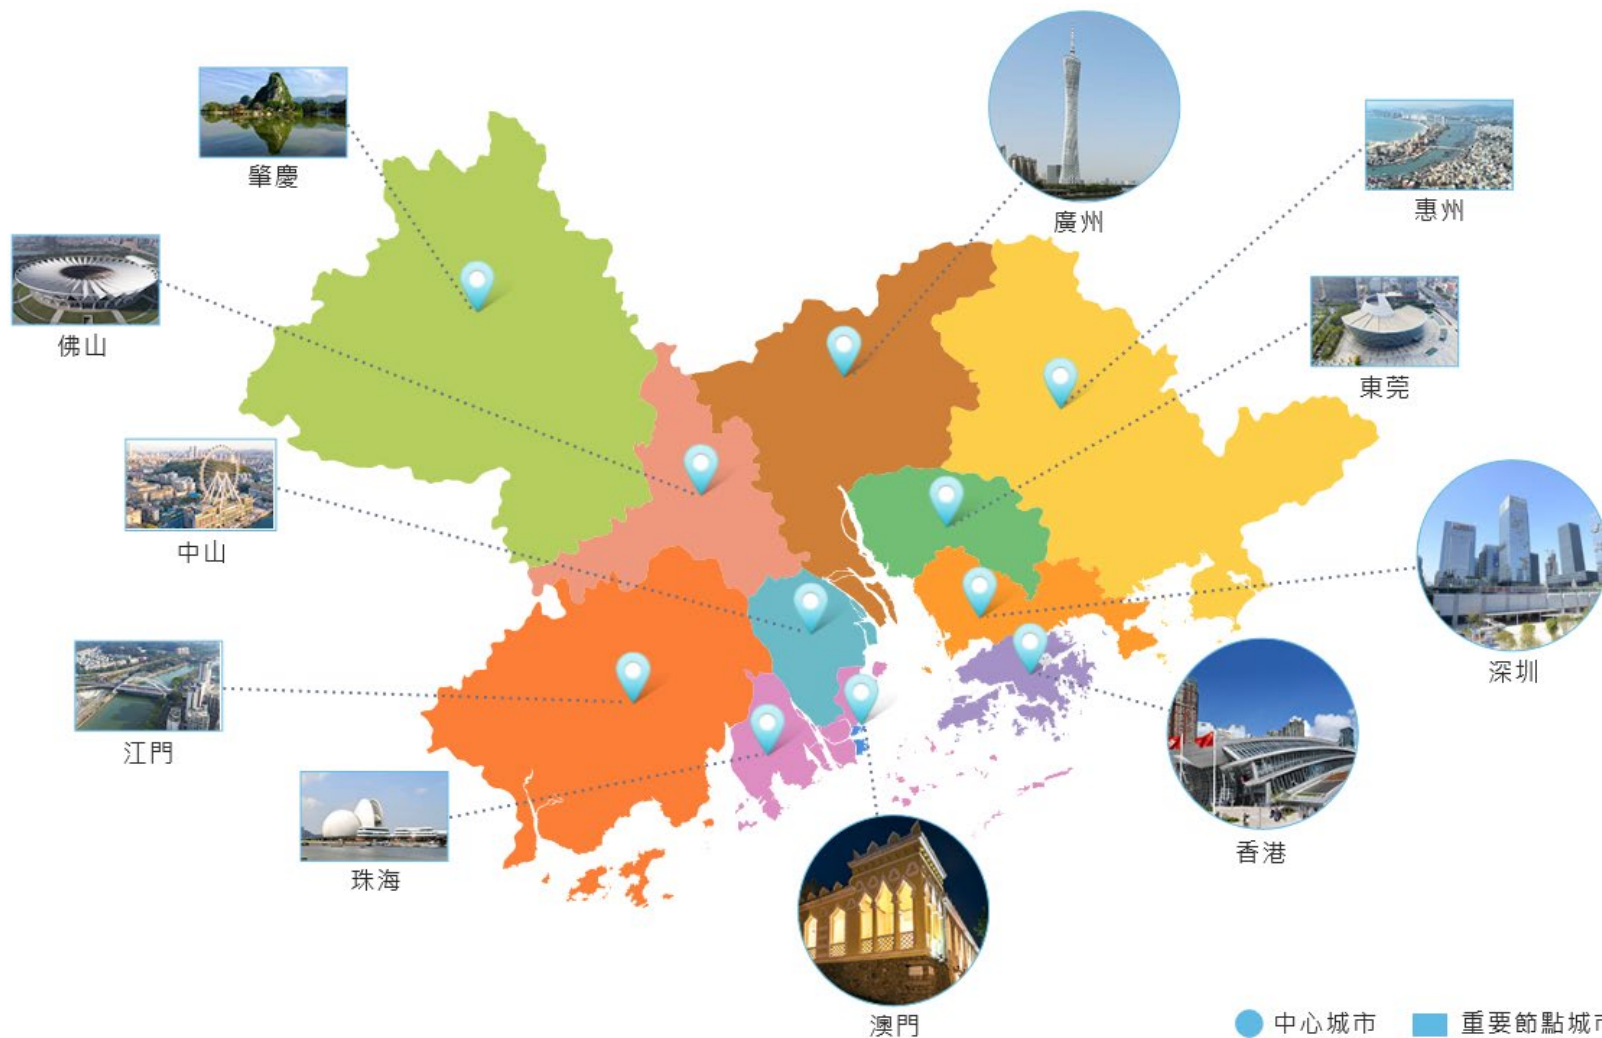 肇慶
廣州
惠州
佛山
東莞
中山
深圳
江門
香港
珠海
澳門
中心城市
重要節點城市